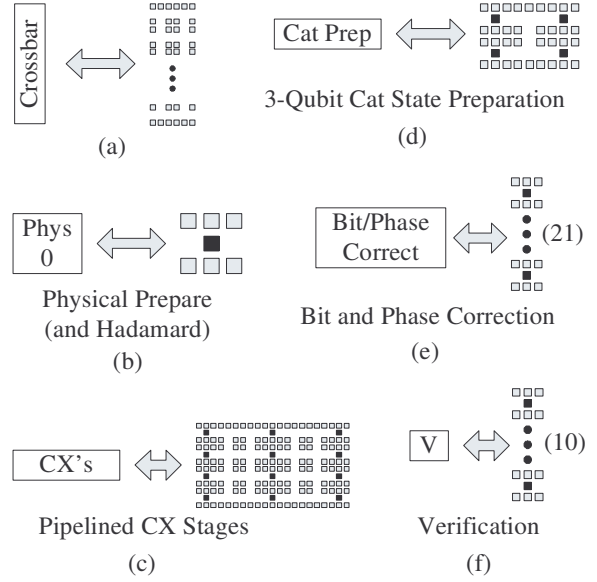 Crossbar
(a)
Cat Prep
3-Qubit Cat State Preparation
(d)
Phys
0
Physical Prepare
(and Hadamard)
(b)
Bit/Phase
Correct
(21)
Bit and Phase Correction
(e)
CX's
Pipelined CX Stages
(c)
V
(10)
Verification
(f)